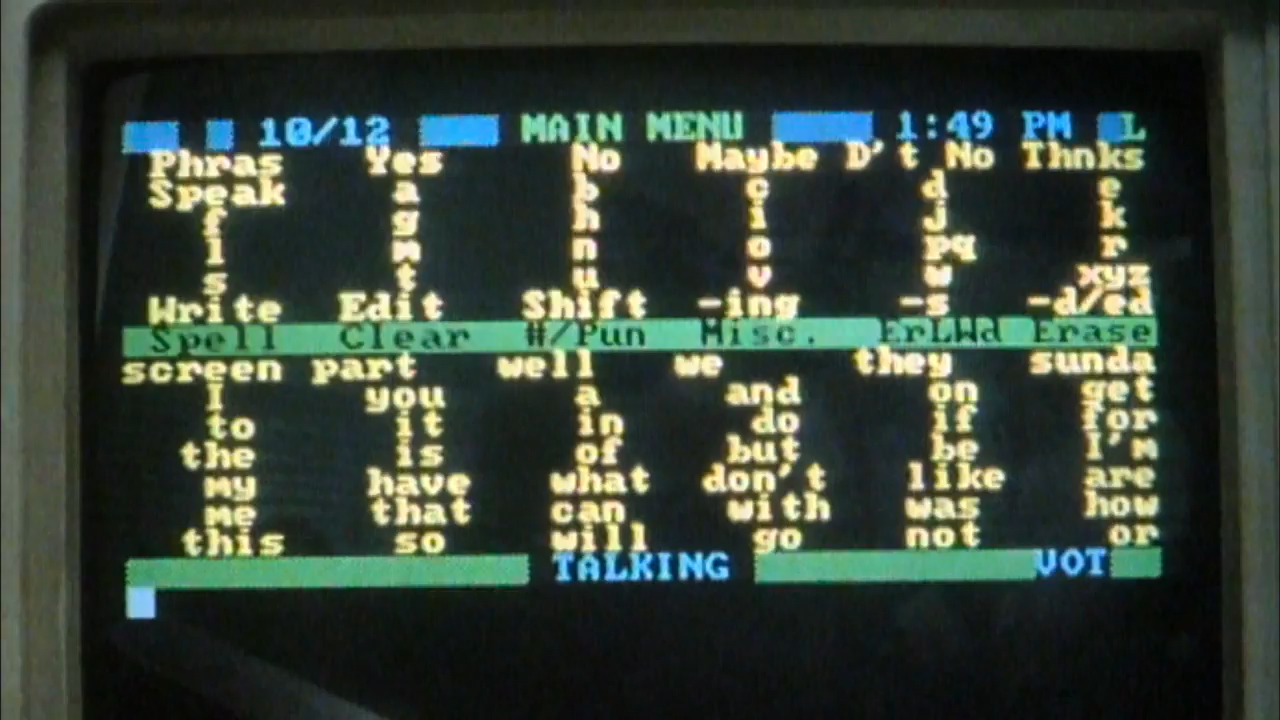 10/12 MAIN MENU 1:49 PM L
Phras Yes No Maybe D't No Thnks
Speak a b c d e
f g h i j k
l m n o pq r
s t u v w xyz
Write Edit Shift -ing -s -d/ed
Spell Clear #/Pun Misc. ErLWd Erase
screen part well we they sunda
I you a and on get
to it in do if for
the is of but be I'm
my have what don't like are
me that can with was how
this so will go not or
TALKING VOT